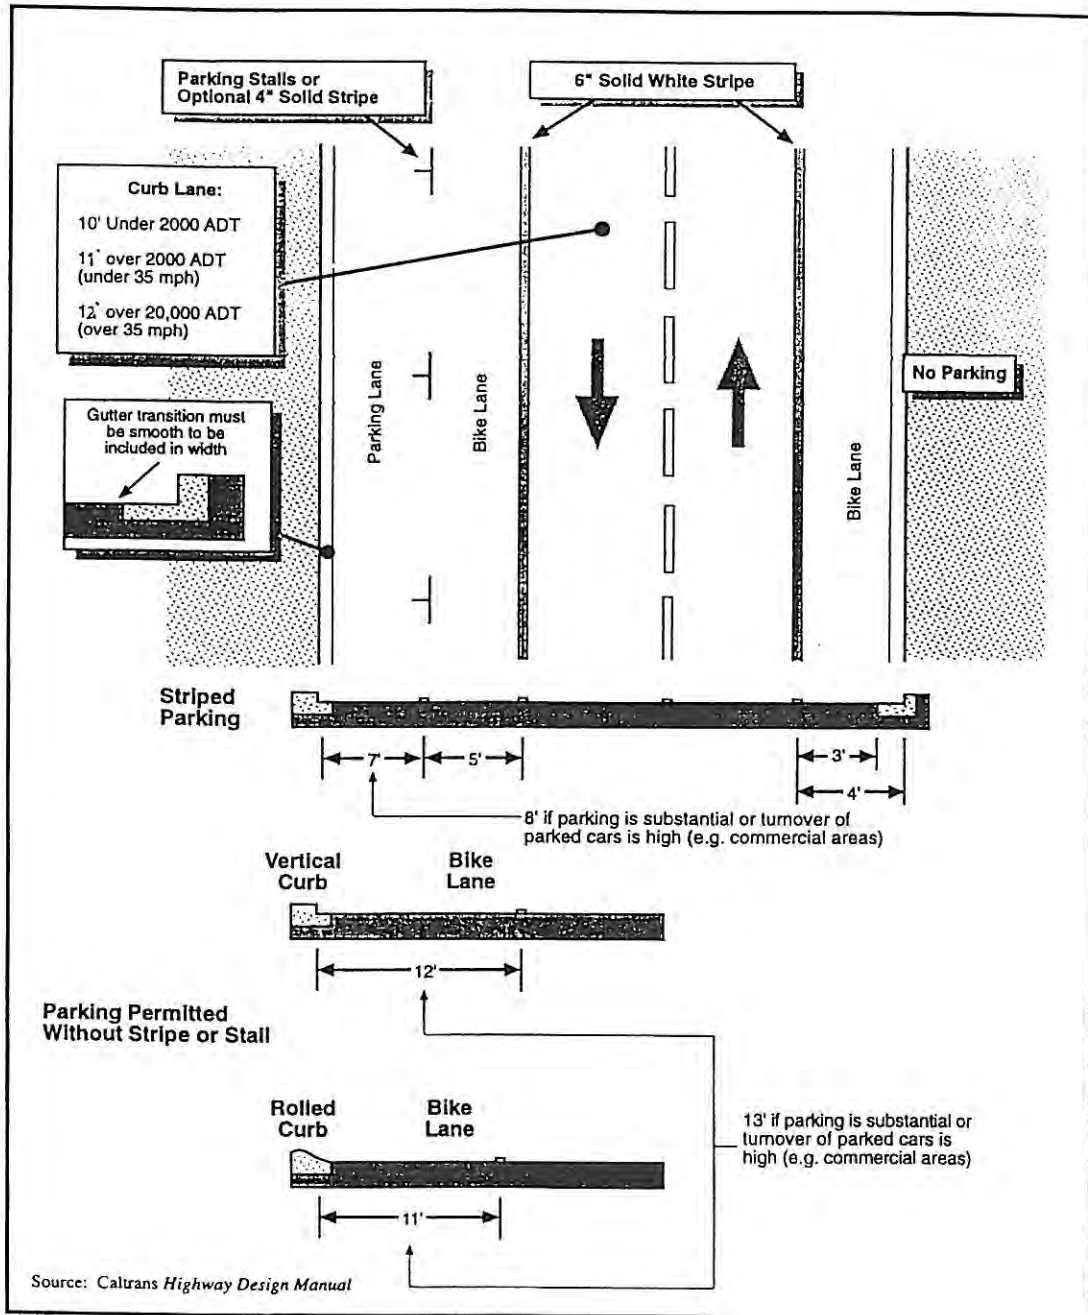 Parking Stalls or
Optional 4" Solid Stripe
6" Solid White Stripe
Curb Lane:
10' Under 2000 ADT
11' over 2000 ADT
(under 35 mph)
12' over 20,000 ADT
(over 35 mph)
Gutter transition must
be smooth to be
included in width
Parking Lane
Bike Lane
Bike Lane
No Parking
Striped
Parking
7'
5'
3'
4'
8' if parking is substantial or turnover of
parked cars is high (e.g. commercial areas)
Vertical
Curb
Bike
Lane
12'
Parking Permitted
Without Stripe or Stall
Rolled
Curb
Bike
Lane
11'
13' if parking is substantial or
turnover of parked cars is
high (e.g. commercial areas)
Source: Caltrans Highway Design Manual